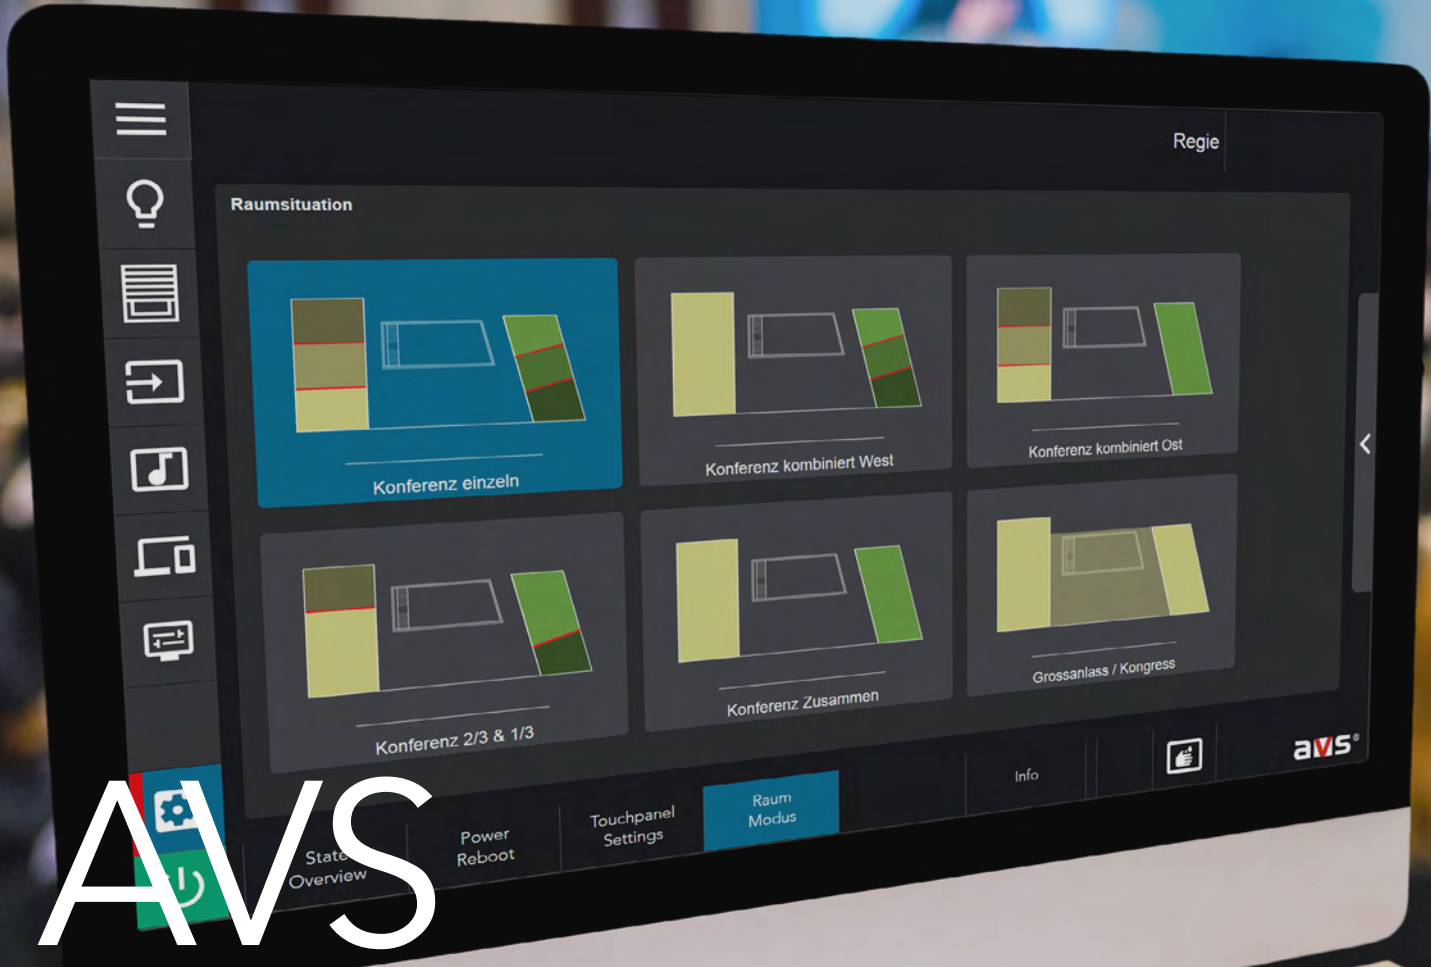 Regie
Raumsituation
Konferenz einzeln
Konferenz kombiniert West
Konferenz kombiniert Ost
Konferenz 2/3 & 1/3
Konferenz Zusammen
Grossanlass / Kongress
State
Overview
Power
Reboot
Touchpanel
Settings
Raum
Modus
Info
avs®
AVS